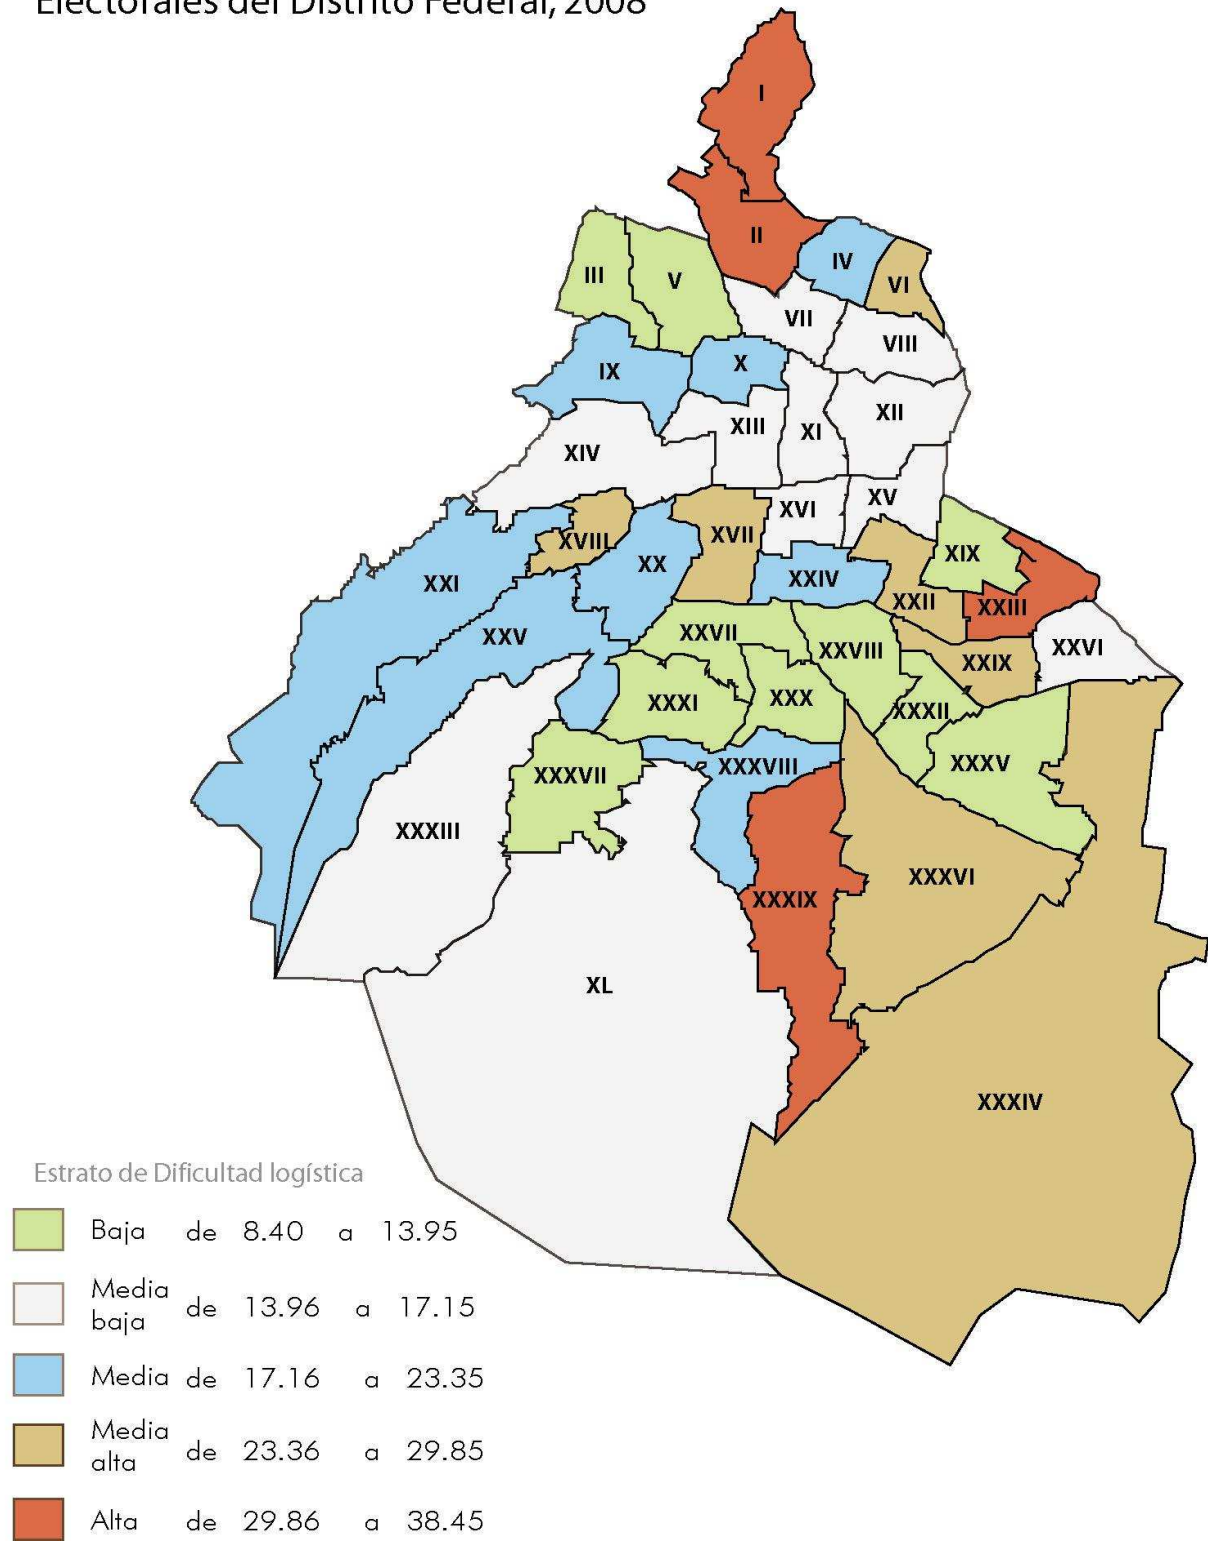 Electorales del Distrito Federal, 2008
I
II
IV
III
V
VI
VII
VIII
IX
X
XII
XIII
XI
XIV
XV
XVI
XVII
XVIII
XIX
XX
XXI
XXIV
XXII
XXIII
XXV
XXVII
XXVIII
XXVI
XXIX
XXXI
XXX
XXXII
XXXV
XXXVII
XXXVIII
XXXIII
XXXVI
XXXIX
XL
XXXIV
Estrato de Dificultad logística
Baja de 8.40 a 13.95
Media
baja de 13.96 a 17.15
Media de 17.16 a 23.35
Media
alta de 23.36 a 29.85
Alta de 29.86 a 38.45